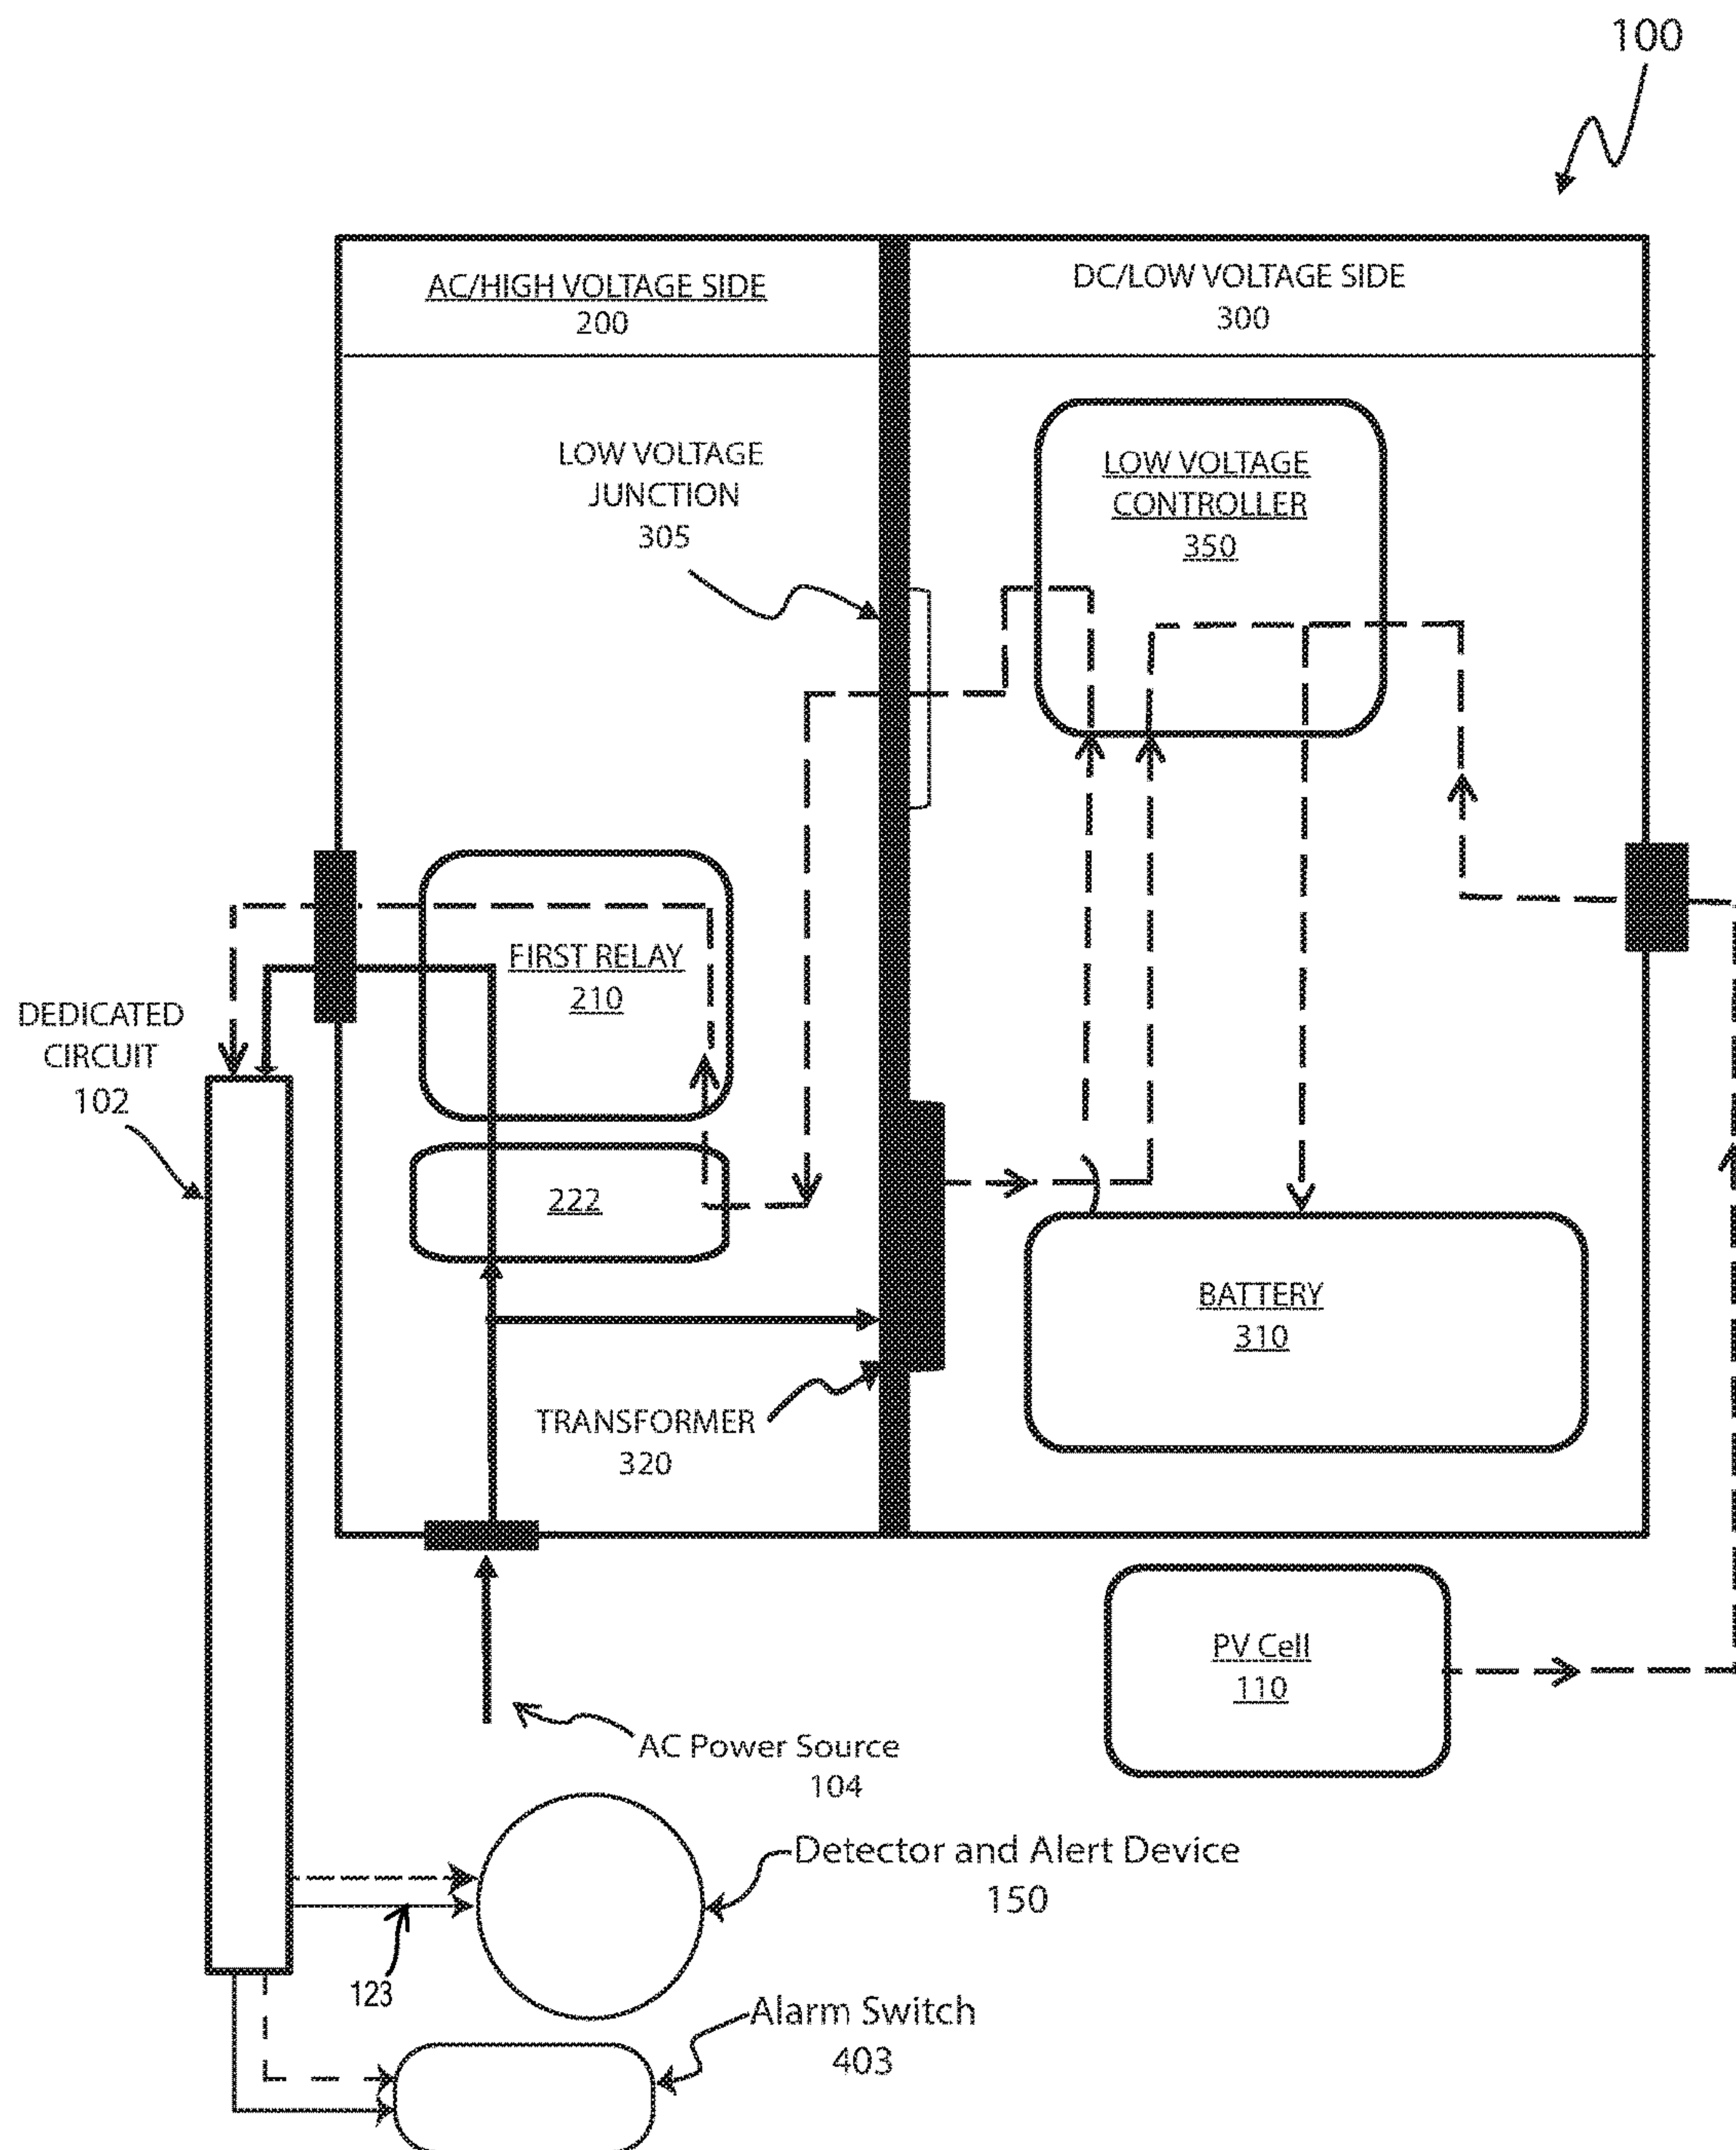 100
AC/HIGH VOLTAGE SIDE
200
DC/LOW VOLTAGE SIDE
300
LOW VOLTAGE
JUNCTION
305
LOW VOLTAGE
CONTROLLER
350
FIRST RELAY
210
DEDICATED
CIRCUIT
102
222
BATTERY
310
TRANSFORMER
320
PV Cell
110
AC Power Source
104
Detector and Alert Device
150
123
Alarm Switch
403